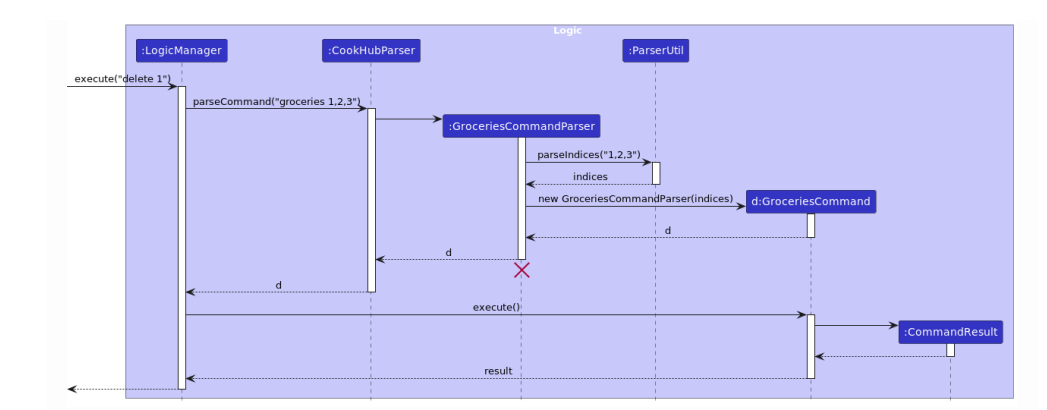 Logic
:LogicManager
:CookHubParser
:ParserUtil
execute("delete 1")
parseCommand("groceries 1,2,3")
:GroceriesCommandParser
parseIndices("1,2,3")
indices
new GroceriesCommandParser(indices)
d:GroceriesCommand
d
d
d
execute()
:CommandResult
result